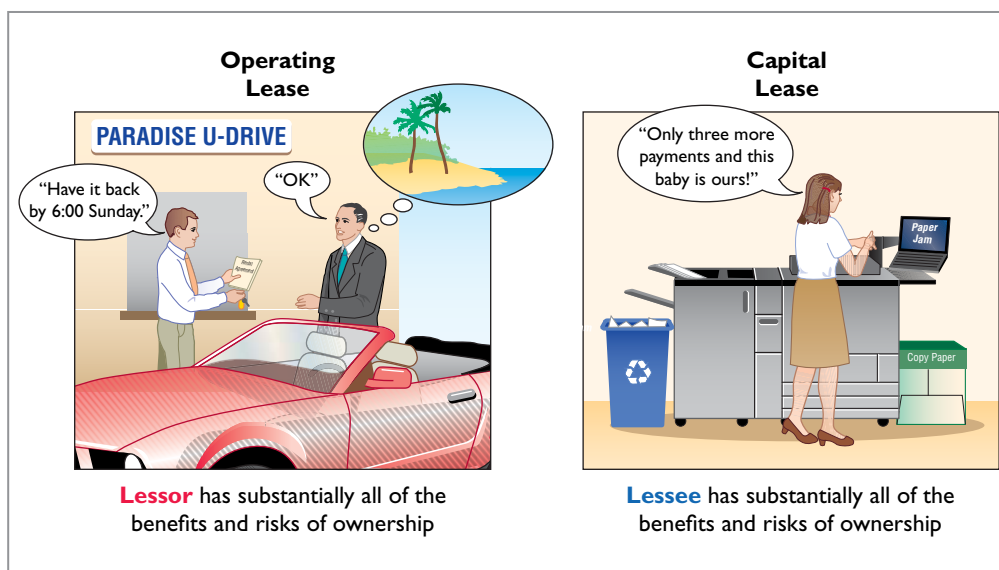 Operating
Lease
PARADISE U-DRIVE
“Have it back
by 6:00 Sunday.”
“OK”
Rental
Agreement
Lessor has substantially all of the
benefits and risks of ownership
Capital
Lease
“Only three more
payments and this
baby is ours!”
Paper
Jam
Copy Paper
Lessee has substantially all of the
benefits and risks of ownership